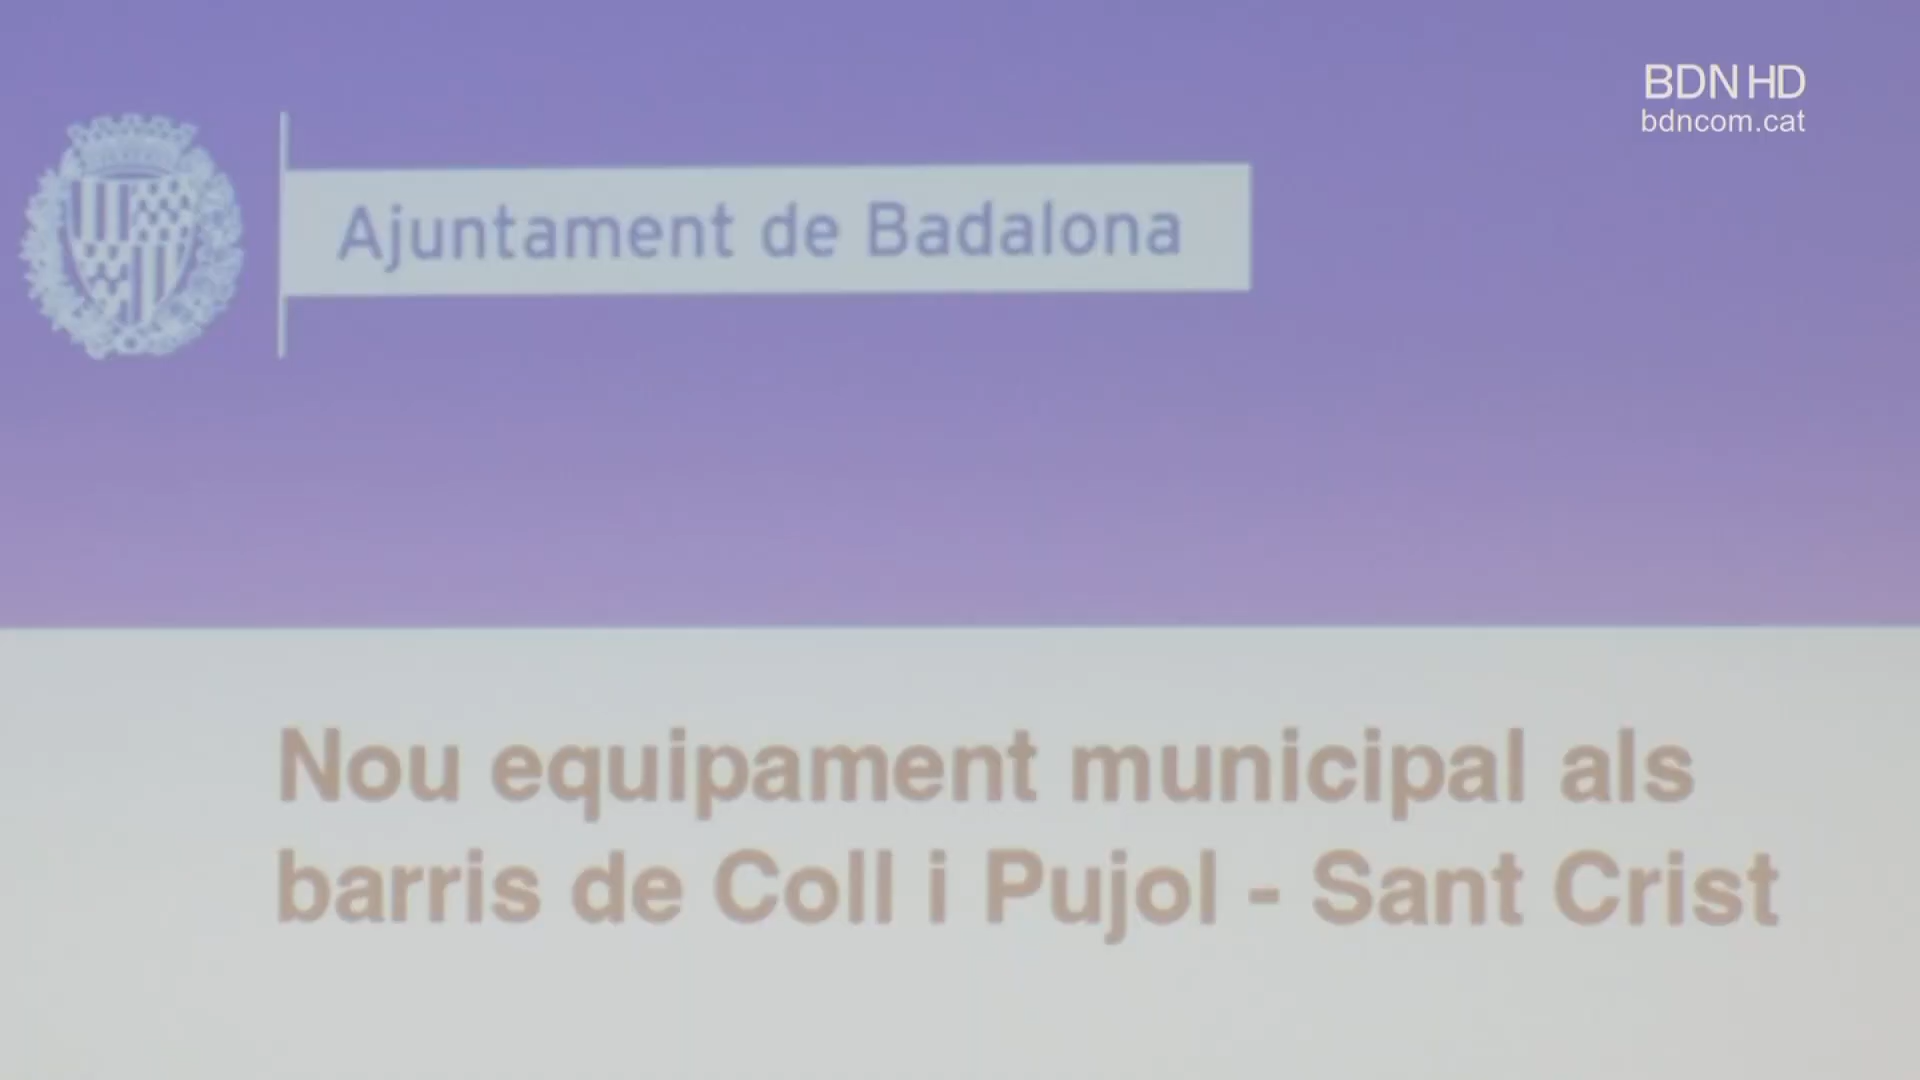 BDN HD
bdncom.cat
Ajuntament de Badalona
Nou equipament municipal als
barris de Coll i Pujol - Sant Crist